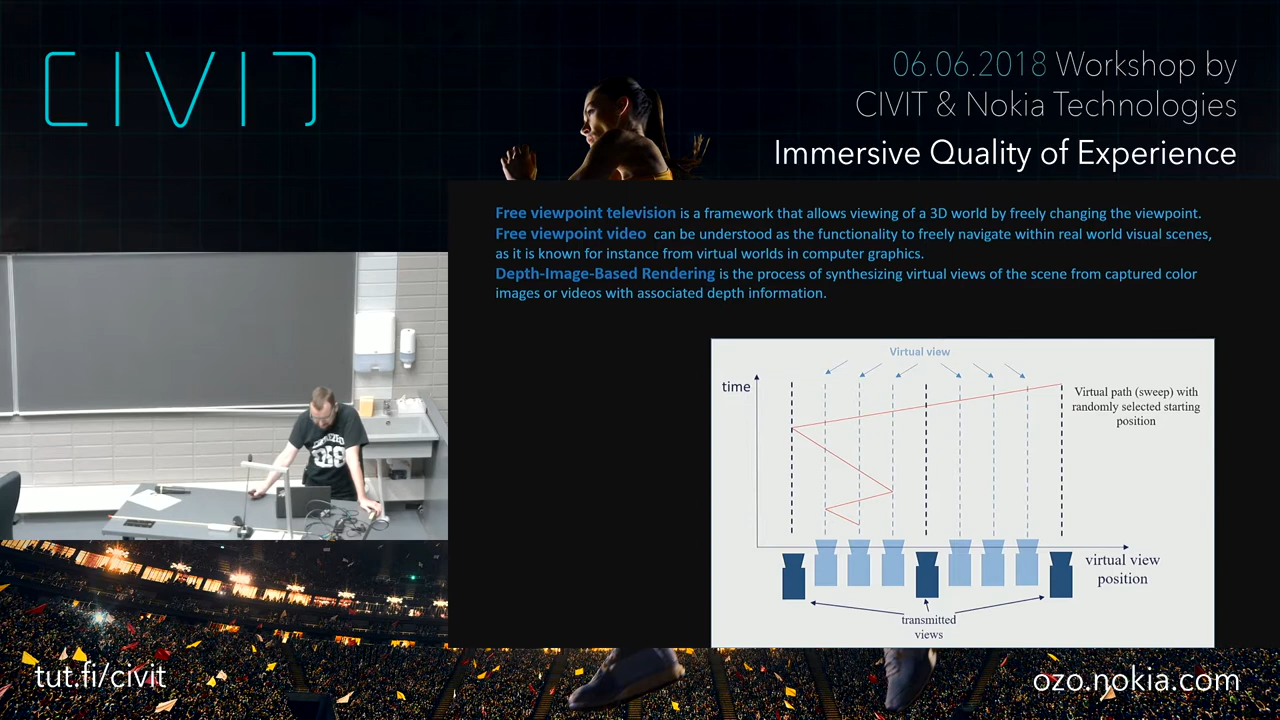 CIVIT
06.06.2018 Workshop by
CIVIT & Nokia Technologies
Immersive Quality of Experience
Free viewpoint television is a framework that allows viewing of a 3D world by freely changing the viewpoint.
Free viewpoint video can be understood as the functionality to freely navigate within real world visual scenes,
as it is known for instance from virtual worlds in computer graphics.
Depth-Image-Based Rendering is the process of synthesizing virtual views of the scene from captured color
images or videos with associated depth information.
Virtual view
time
Virtual path (sweep) with
randomly selected starting
position
virtual view
position
transmitted
views
tut.fi/civit
ozo.nokia.com